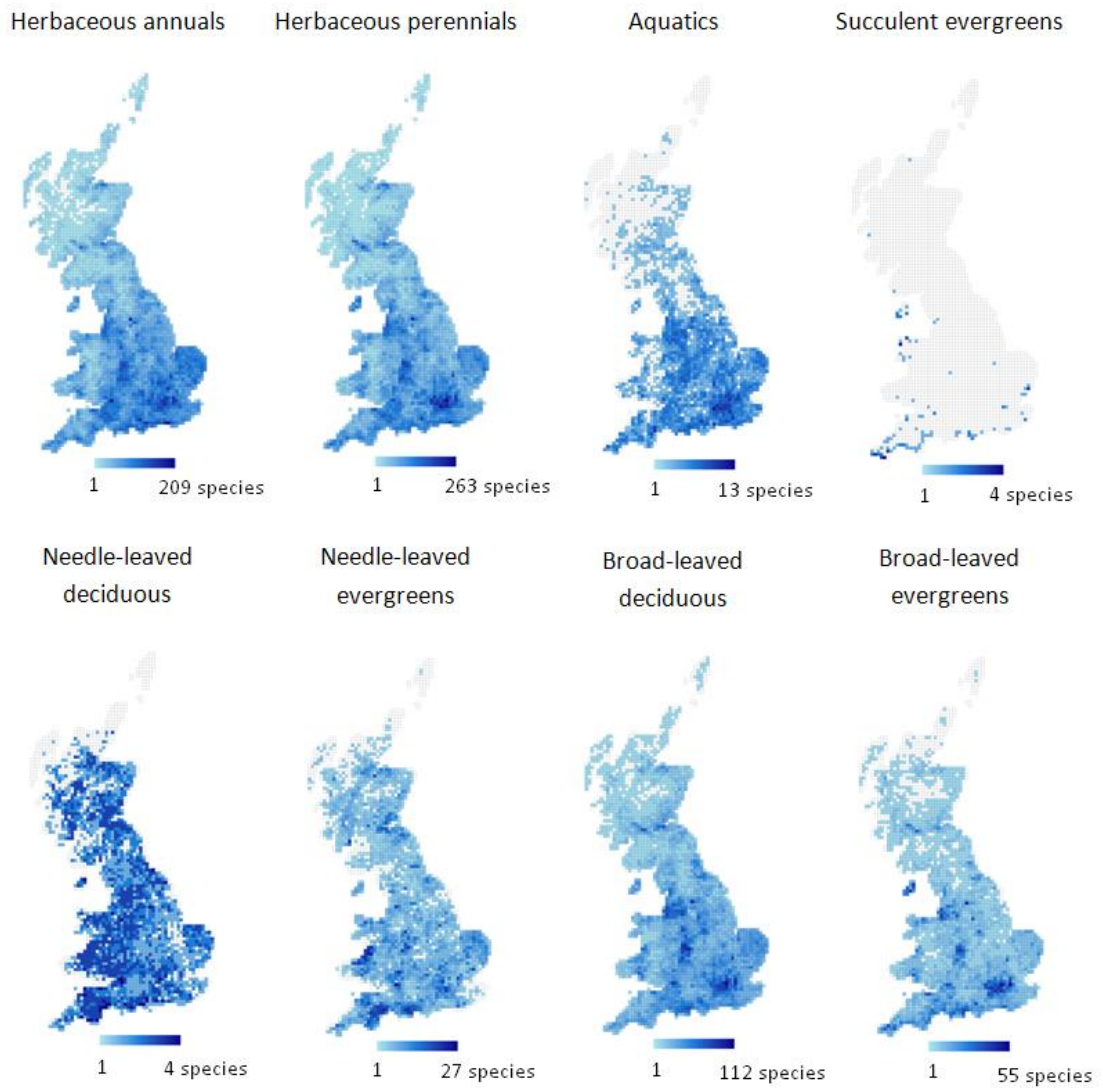 Herbaceous annuals
Herbaceous perennials
Aquatics
Succulent evergreens
1
209 species
1
263 species
1
13 species
1
4 species
Needle-leaved
deciduous
Needle-leaved
evergreens
Broad-leaved
deciduous
Broad-leaved
evergreens
1
4 species
1
27 species
1
112 species
1
55 species